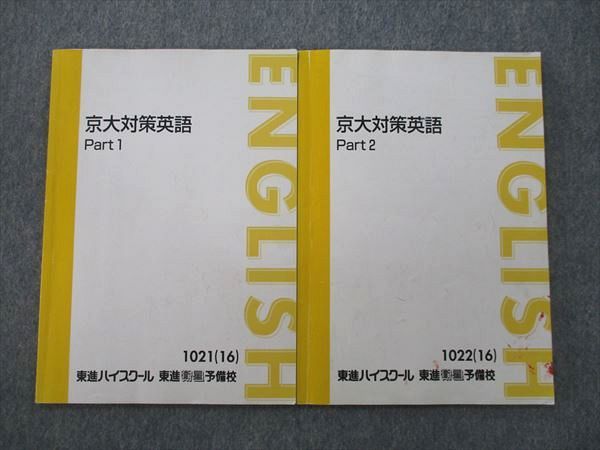 京大対策英語
Part 1
ENGLISH
1021(16)
東進ハイスクール 東進衛星予備校
京大対策英語
Part 2
ENGLISH
1022(16)
東進ハイスクール 東進衛星予備校